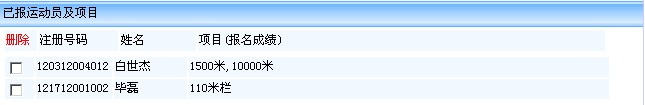 已报运动员及项目
删除 注册号码 姓名 项目(报名成绩)
120312004012 白世杰 1500米, 10000米
121712001002 毕磊 110米栏